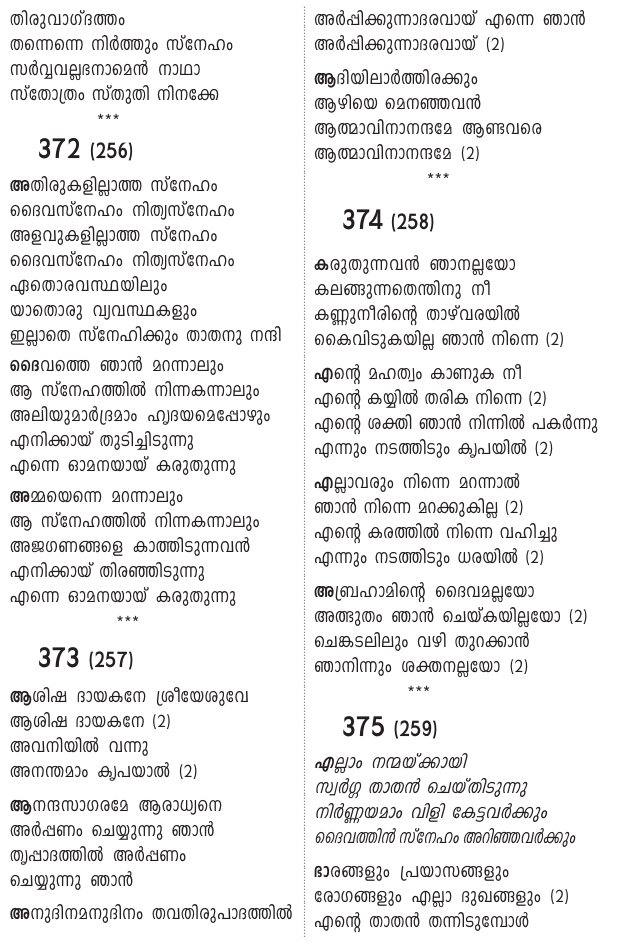 തിരുവാഗ്ദത്തം
തന്നെന്നെ നിർത്തും സ്നേഹം
സർവ്വവല്ലഭനാമെൻ നാഥാ
സ്തോത്രം സ്തുതി നിനക്കേ
***
372 (256)
അതിരുകളില്ലാത്ത സ്നേഹം
ദൈവസ്നേഹം നിത്യസ്നേഹം
അളവുകളില്ലാത്ത സ്നേഹം
ദൈവസ്നേഹം നിത്യസ്നേഹം
ഏതൊരവസ്ഥയിലും
യാതൊരു വ്യവസ്ഥകളും
ഇല്ലാതെ സ്നേഹിക്കും താതനു നന്ദി
ദൈവത്തെ ഞാൻ മറന്നാലും
ആ സ്നേഹത്തിൽ നിന്നകന്നാലും
അലിയുമാർദ്രമാം ഹൃദയമെപ്പോഴും
എനിക്കായ് തുടിച്ചിടുന്നു
എന്നെ ഓമനയായ് കരുതുന്നു
അമ്മയെന്നെ മറന്നാലും
ആ സ്നേഹത്തിൽ നിന്നകന്നാലും
അജഗണങ്ങളെ കാത്തിടുന്നവൻ
എനിക്കായ് തിരഞ്ഞിടുന്നു
എന്നെ ഓമനയായ് കരുതുന്നു
***
373 (257)
ആശിഷ ദായകനേ ശ്രീയേശുവേ
ആശിഷ ദായകനേ (2)
അവനിയിൽ വന്നു
അനന്തമാം കൃപയാൽ (2)
ആനന്ദസാഗരമേ ആരാധ്യനെ
അർപ്പണം ചെയ്യുന്നു ഞാൻ
തൃപ്പാദത്തിൽ അർപ്പണം
ചെയ്യുന്നു ഞാൻ
അനുദിനമനുദിനം തവതിരുപാദത്തിൽ
അർപ്പിക്കുന്നാദരവായ് എന്നെ ഞാൻ
അർപ്പിക്കുന്നാദരവായ് (2)
ആദിയിലാർത്തിരക്കും
ആഴിയെ മെനഞ്ഞവൻ
ആത്മാവിനാനന്ദമേ ആണ്ടവരെ
ആത്മാവിനാനന്ദമേ (2)
***
374 (258)
കരുതുന്നവൻ ഞാനല്ലയോ
കലങ്ങുന്നതെന്തിനു നീ
കണ്ണുനീരിന്റെ താഴ്‌വരയിൽ
കൈവിടുകയില്ല ഞാൻ നിന്നെ (2)
എന്റെ മഹത്വം കാണുക നീ
എന്റെ കയ്യിൽ തരിക നിന്നെ (2)
എന്റെ ശക്തി ഞാൻ നിന്നിൽ പകർന്നു
എന്നും നടത്തിടും കൃപയിൽ (2)
എല്ലാവരും നിന്നെ മറന്നാൽ
ഞാൻ നിന്നെ മറക്കുകില്ല (2)
എന്റെ കരത്തിൽ നിന്നെ വഹിച്ചു
എന്നും നടത്തിടും ധരയിൽ (2)
അബ്രഹാമിന്റെ ദൈവമല്ലയോ
അത്ഭുതം ഞാൻ ചെയ്കയില്ലയോ (2)
ചെങ്കടലിലും വഴി തുറക്കാൻ
ഞാനിന്നും ശക്തനല്ലയോ (2)
***
375 (259)
എല്ലാം നന്മയ്ക്കായി
സ്വർഗ്ഗ താതൻ ചെയ്തിടുന്നു
നിർണ്ണയമാം വിളി കേട്ടവർക്കും
ദൈവത്തിൻ സ്നേഹം അറിഞ്ഞവർക്കും
ഭാരങ്ങളും പ്രയാസങ്ങളും
രോഗങ്ങളും എല്ലാ ദുഖങ്ങളും (2)
എന്റെ താതൻ തന്നിടുമ്പോൾ